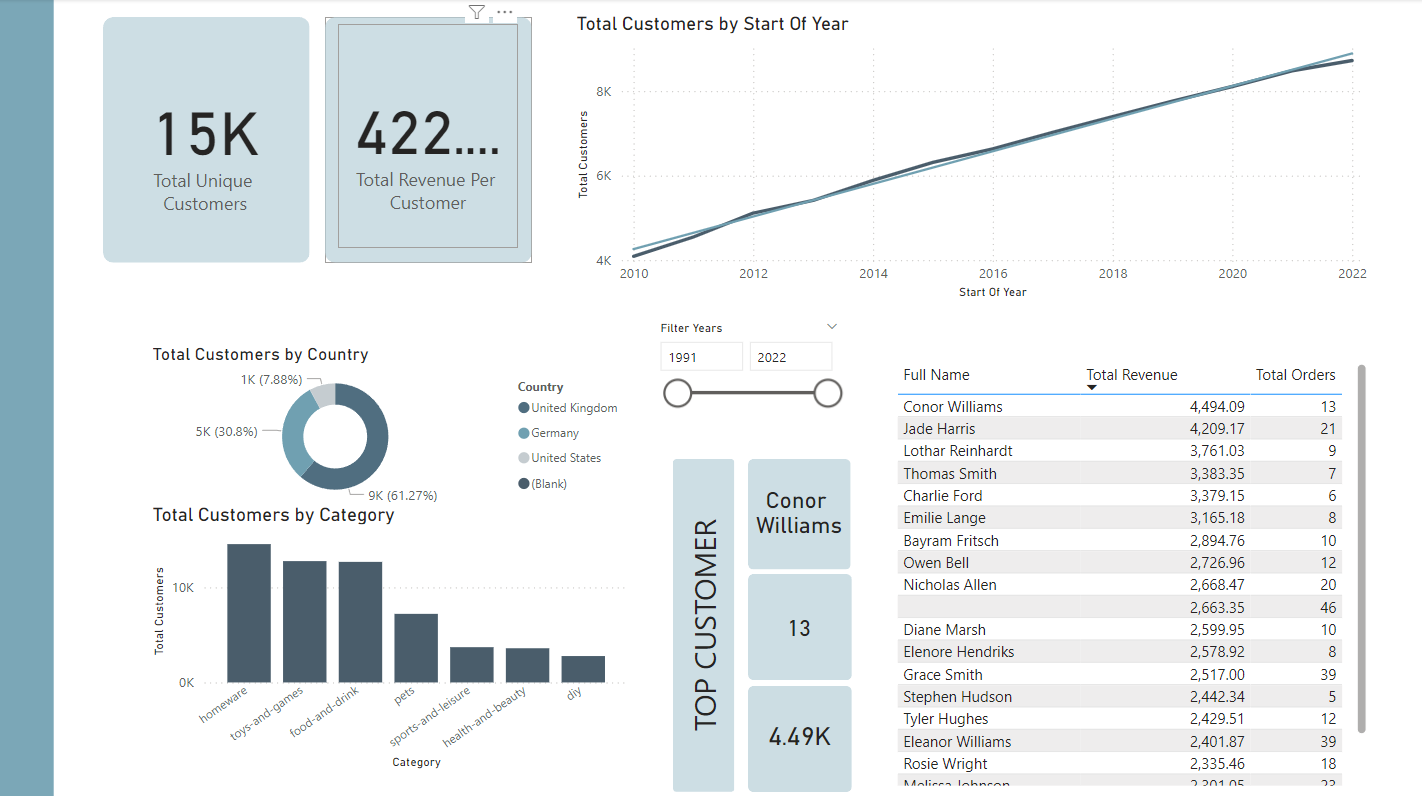 15K
Total Unique
Customers
422....
Total Revenue Per
Customer
Total Customers by Start Of Year
Total Customers
8K
6K
4K
2010 2012 2014 2016 2018 2020 2022
Start Of Year
Total Customers by Country
1K (7.88%)
5K (30.8%)
9K (61.27%)
Country
United Kingdom
Germany
United States
(Blank)
Total Customers by Category
Total Customers
10K
0K
homeware toys-and-games food-and-drink pets sports-and-leisure health-and-beauty diy
Category
Filter Years
1991 2022
TOP CUSTOMER
Conor
Williams
13
4.49K
Full Name Total Revenue Total Orders
Conor Williams 4,494.09 13
Jade Harris 4,209.17 21
Lothar Reinhardt 3,761.03 9
Thomas Smith 3,383.35 7
Charlie Ford 3,379.15 6
Emilie Lange 3,165.18 8
Bayram Fritsch 2,894.76 10
Owen Bell 2,726.96 12
Nicholas Allen 2,668.47 20
2,663.35 46
Diane Marsh 2,599.95 10
Elenore Hendriks 2,578.92 8
Grace Smith 2,517.00 39
Stephen Hudson 2,442.34 5
Tyler Hughes 2,429.51 12
Eleanor Williams 2,401.87 39
Rosie Wright 2,335.46 18
Melissa Johnson 2,301.05 23